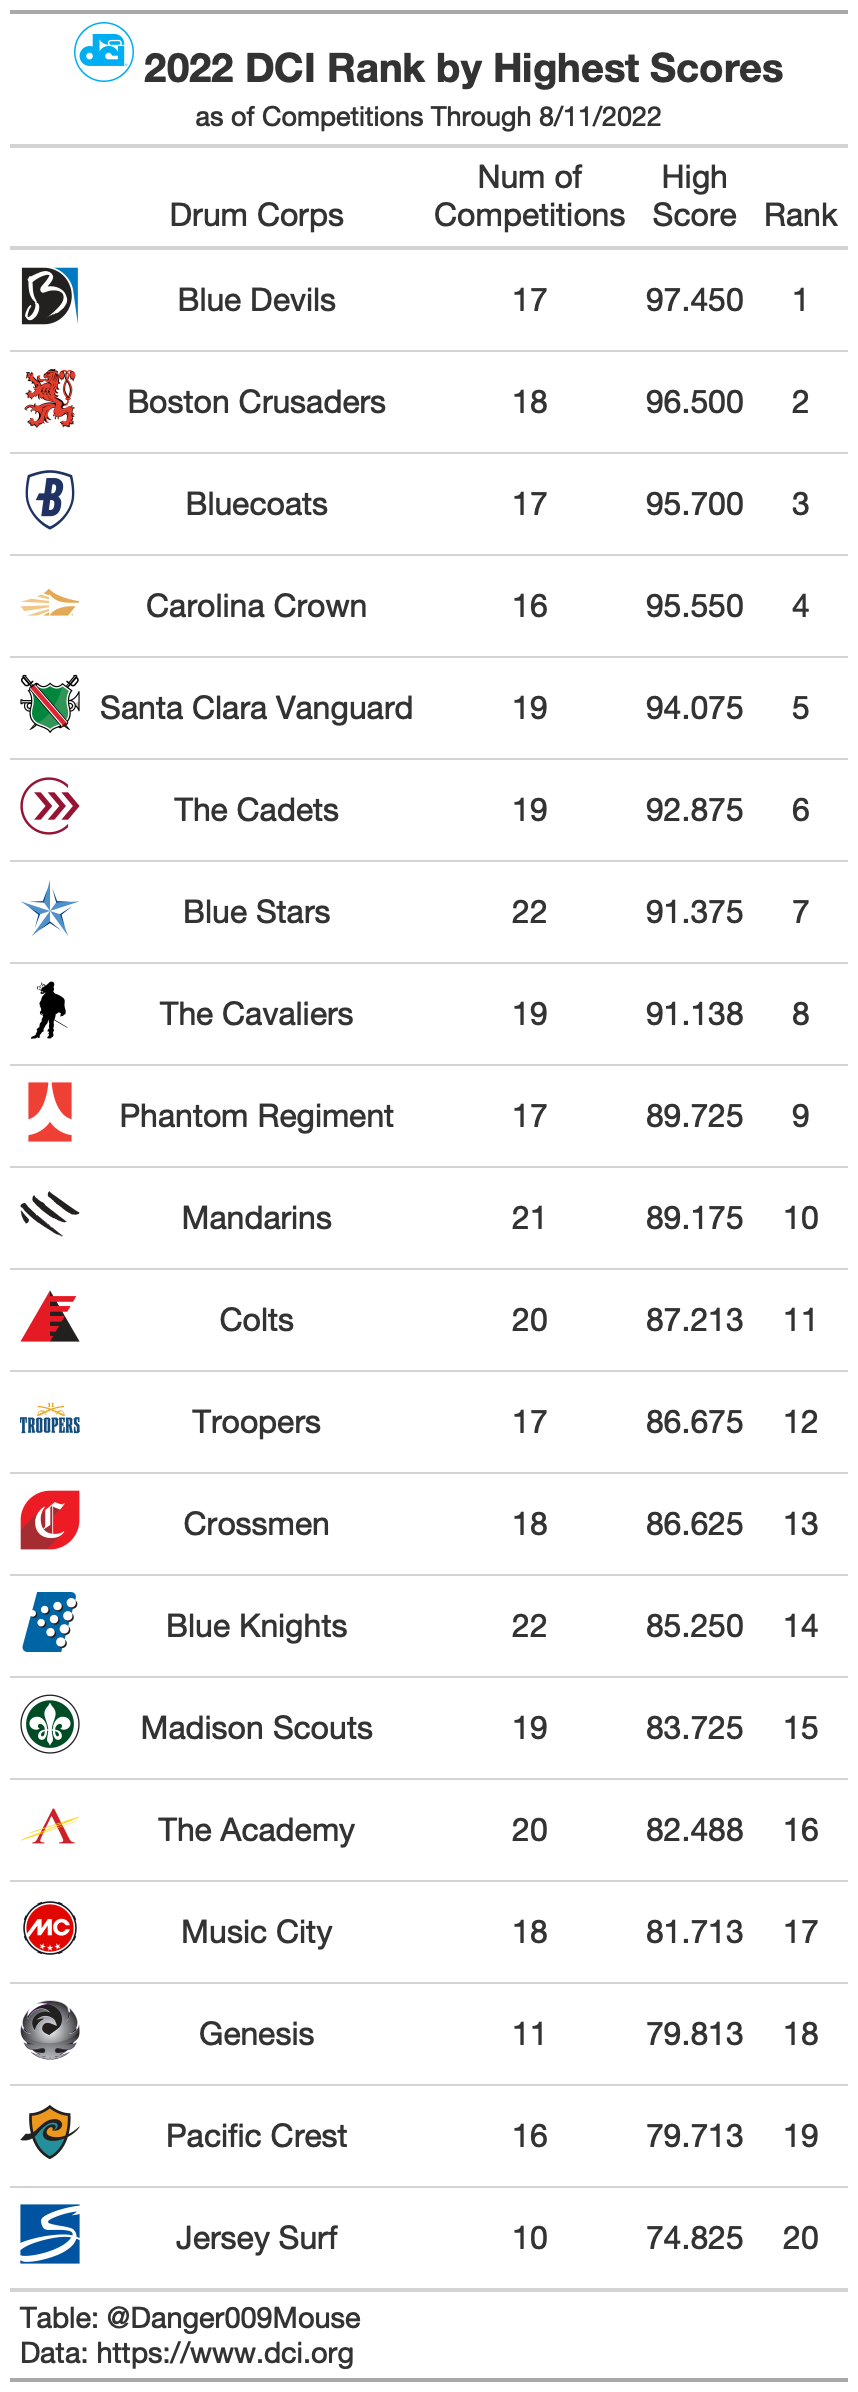 dci 2022 DCI Rank by Highest Scores
as of Competitions Through 8/11/2022
Drum Corps Num of Competitions High Score Rank
Blue Devils 17 97.450 1
Boston Crusaders 18 96.500 2
Bluecoats 17 95.700 3
Carolina Crown 16 95.550 4
Santa Clara Vanguard 19 94.075 5
The Cadets 19 92.875 6
Blue Stars 22 91.375 7
The Cavaliers 19 91.138 8
Phantom Regiment 17 89.725 9
Mandarins 21 89.175 10
Colts 20 87.213 11
TROOPERS Troopers 17 86.675 12
C Crossmen 18 86.625 13
Blue Knights 22 85.250 14
Madison Scouts 19 83.725 15
A The Academy 20 82.488 16
MC Music City 18 81.713 17
Genesis 11 79.813 18
Pacific Crest 16 79.713 19
Jersey Surf 10 74.825 20
Table: @Danger009Mouse
Data: https://www.dci.org